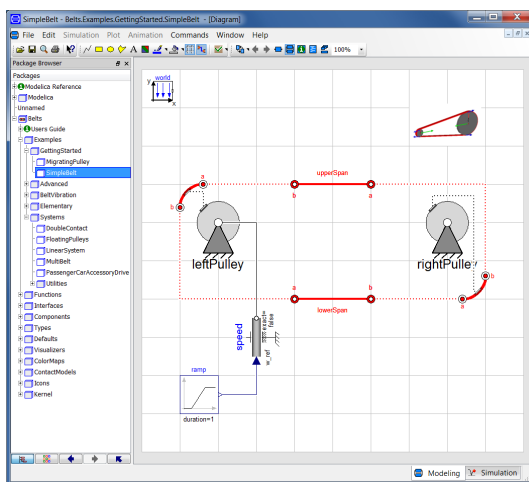 SimpleBelt - Belts.Examples.GettingStarted.SimpleBelt - [Diagram]
File Edit Simulation Plot Animation Commands Window Help
100%
Package Browser
Packages
Modelica Reference
Modelica
Unnamed
Belts
Users Guide
Examples
GettingStarted
MigratingPulley
SimpleBelt
Advanced
BeltVibration
Elementary
Systems
DoubleContact
FloatingPulleys
LinearSystem
MultiBelt
PassengerCarAccessoryDrive
Utilities
Functions
Interfaces
Components
Types
Defaults
Visualizers
ColorMaps
ContactModels
Icons
Kernel
y world
x
upperSpan
a
b
b a
leftPulley
rightPulley
b
a
a b
lowerSpan
speed
exact=
false
w_ref
ramp
duration=1
Modeling Simulation